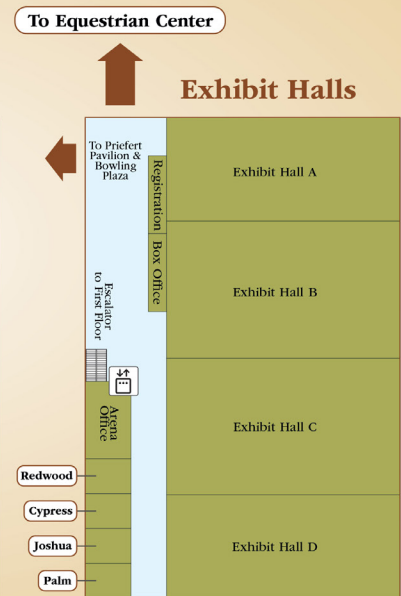 To Equestrian Center
Exhibit Halls
To Priefert
Pavilion &
Bowling
Plaza
Registration
Exhibit Hall A
Box Office
Exhibit Hall B
Escalator
to First Floor
Arena
Office
Exhibit Hall C
Redwood
Cypress
Joshua
Exhibit Hall D
Palm